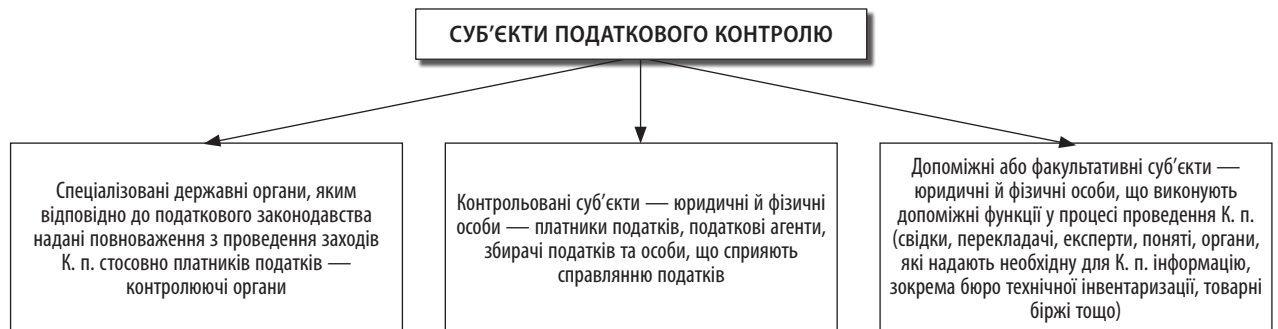 СУБ’ЄКТИ ПОДАТКОВОГО КОНТРОЛЮ
Спеціалізовані державні органи, яким
відповідно до податкового законодавства
надані повноваження з проведення заходів
К. п. стосовно платників податків —
контролюючі органи
Контрольовані суб’єкти — юридичні й фізичні
особи — платники податків, податкові агенти,
збирачі податків та особи, що сприяють
справлянню податків
Допоміжні або факультативні суб’єкти —
юридичні й фізичні особи, що виконують
допоміжні функції у процесі проведення К. п.
(свідки, перекладачі, експерти, поняті, органи,
які надають необхідну для К. п. інформацію,
зокрема бюро технічної інвентаризації, товарні
біржі тощо)